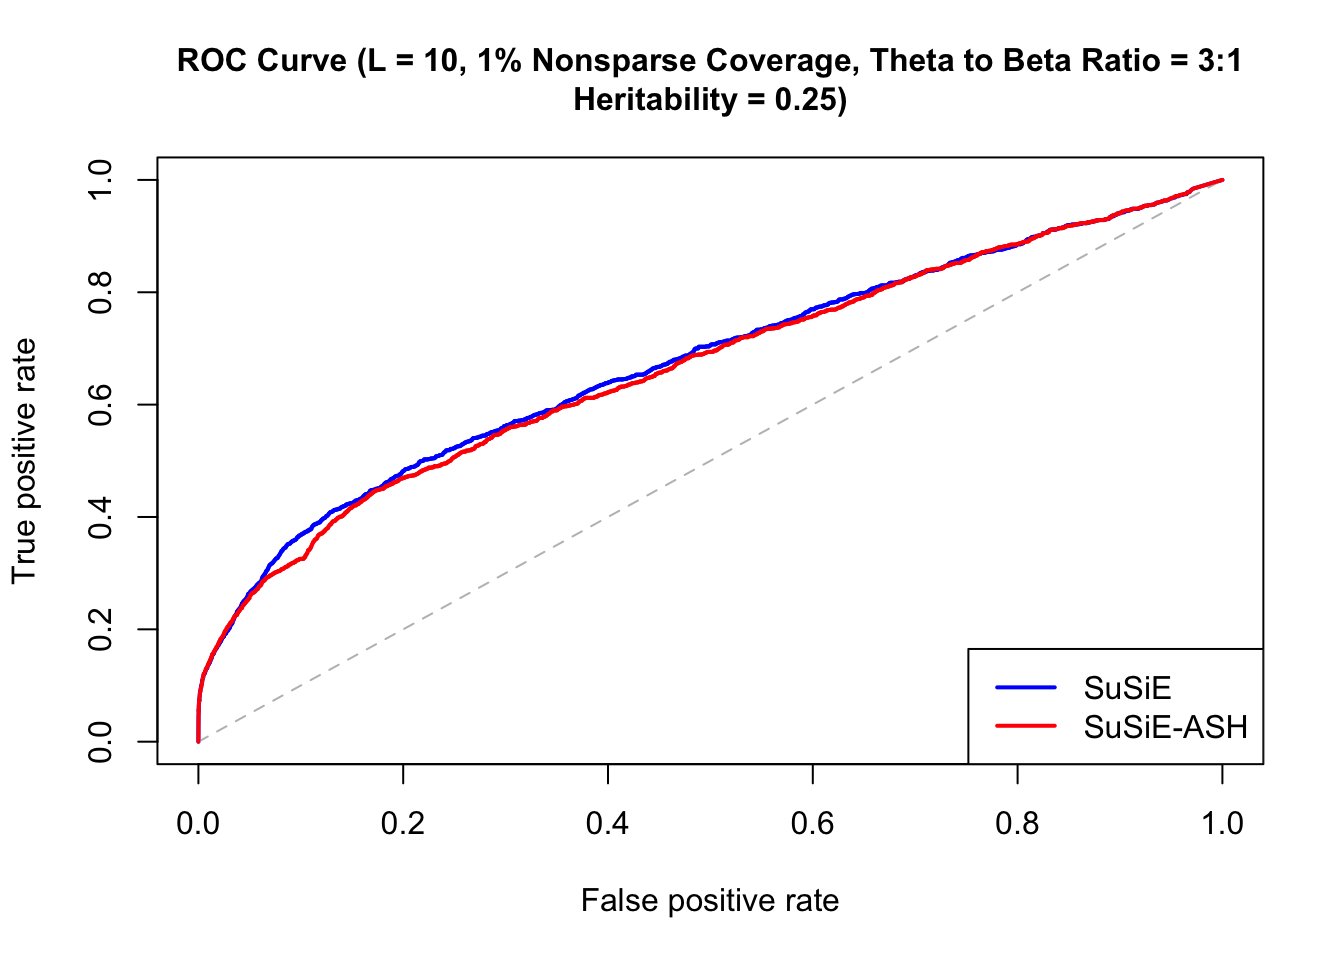 ROC Curve (L = 10, 1% Nonsparse Coverage, Theta to Beta Ratio = 3:1
Heritability = 0.25)
True positive rate
1.0
0.8
0.6
0.4
0.2
0.0
SuSiE
SuSiE-ASH
0.0 0.2 0.4 0.6 0.8 1.0
False positive rate